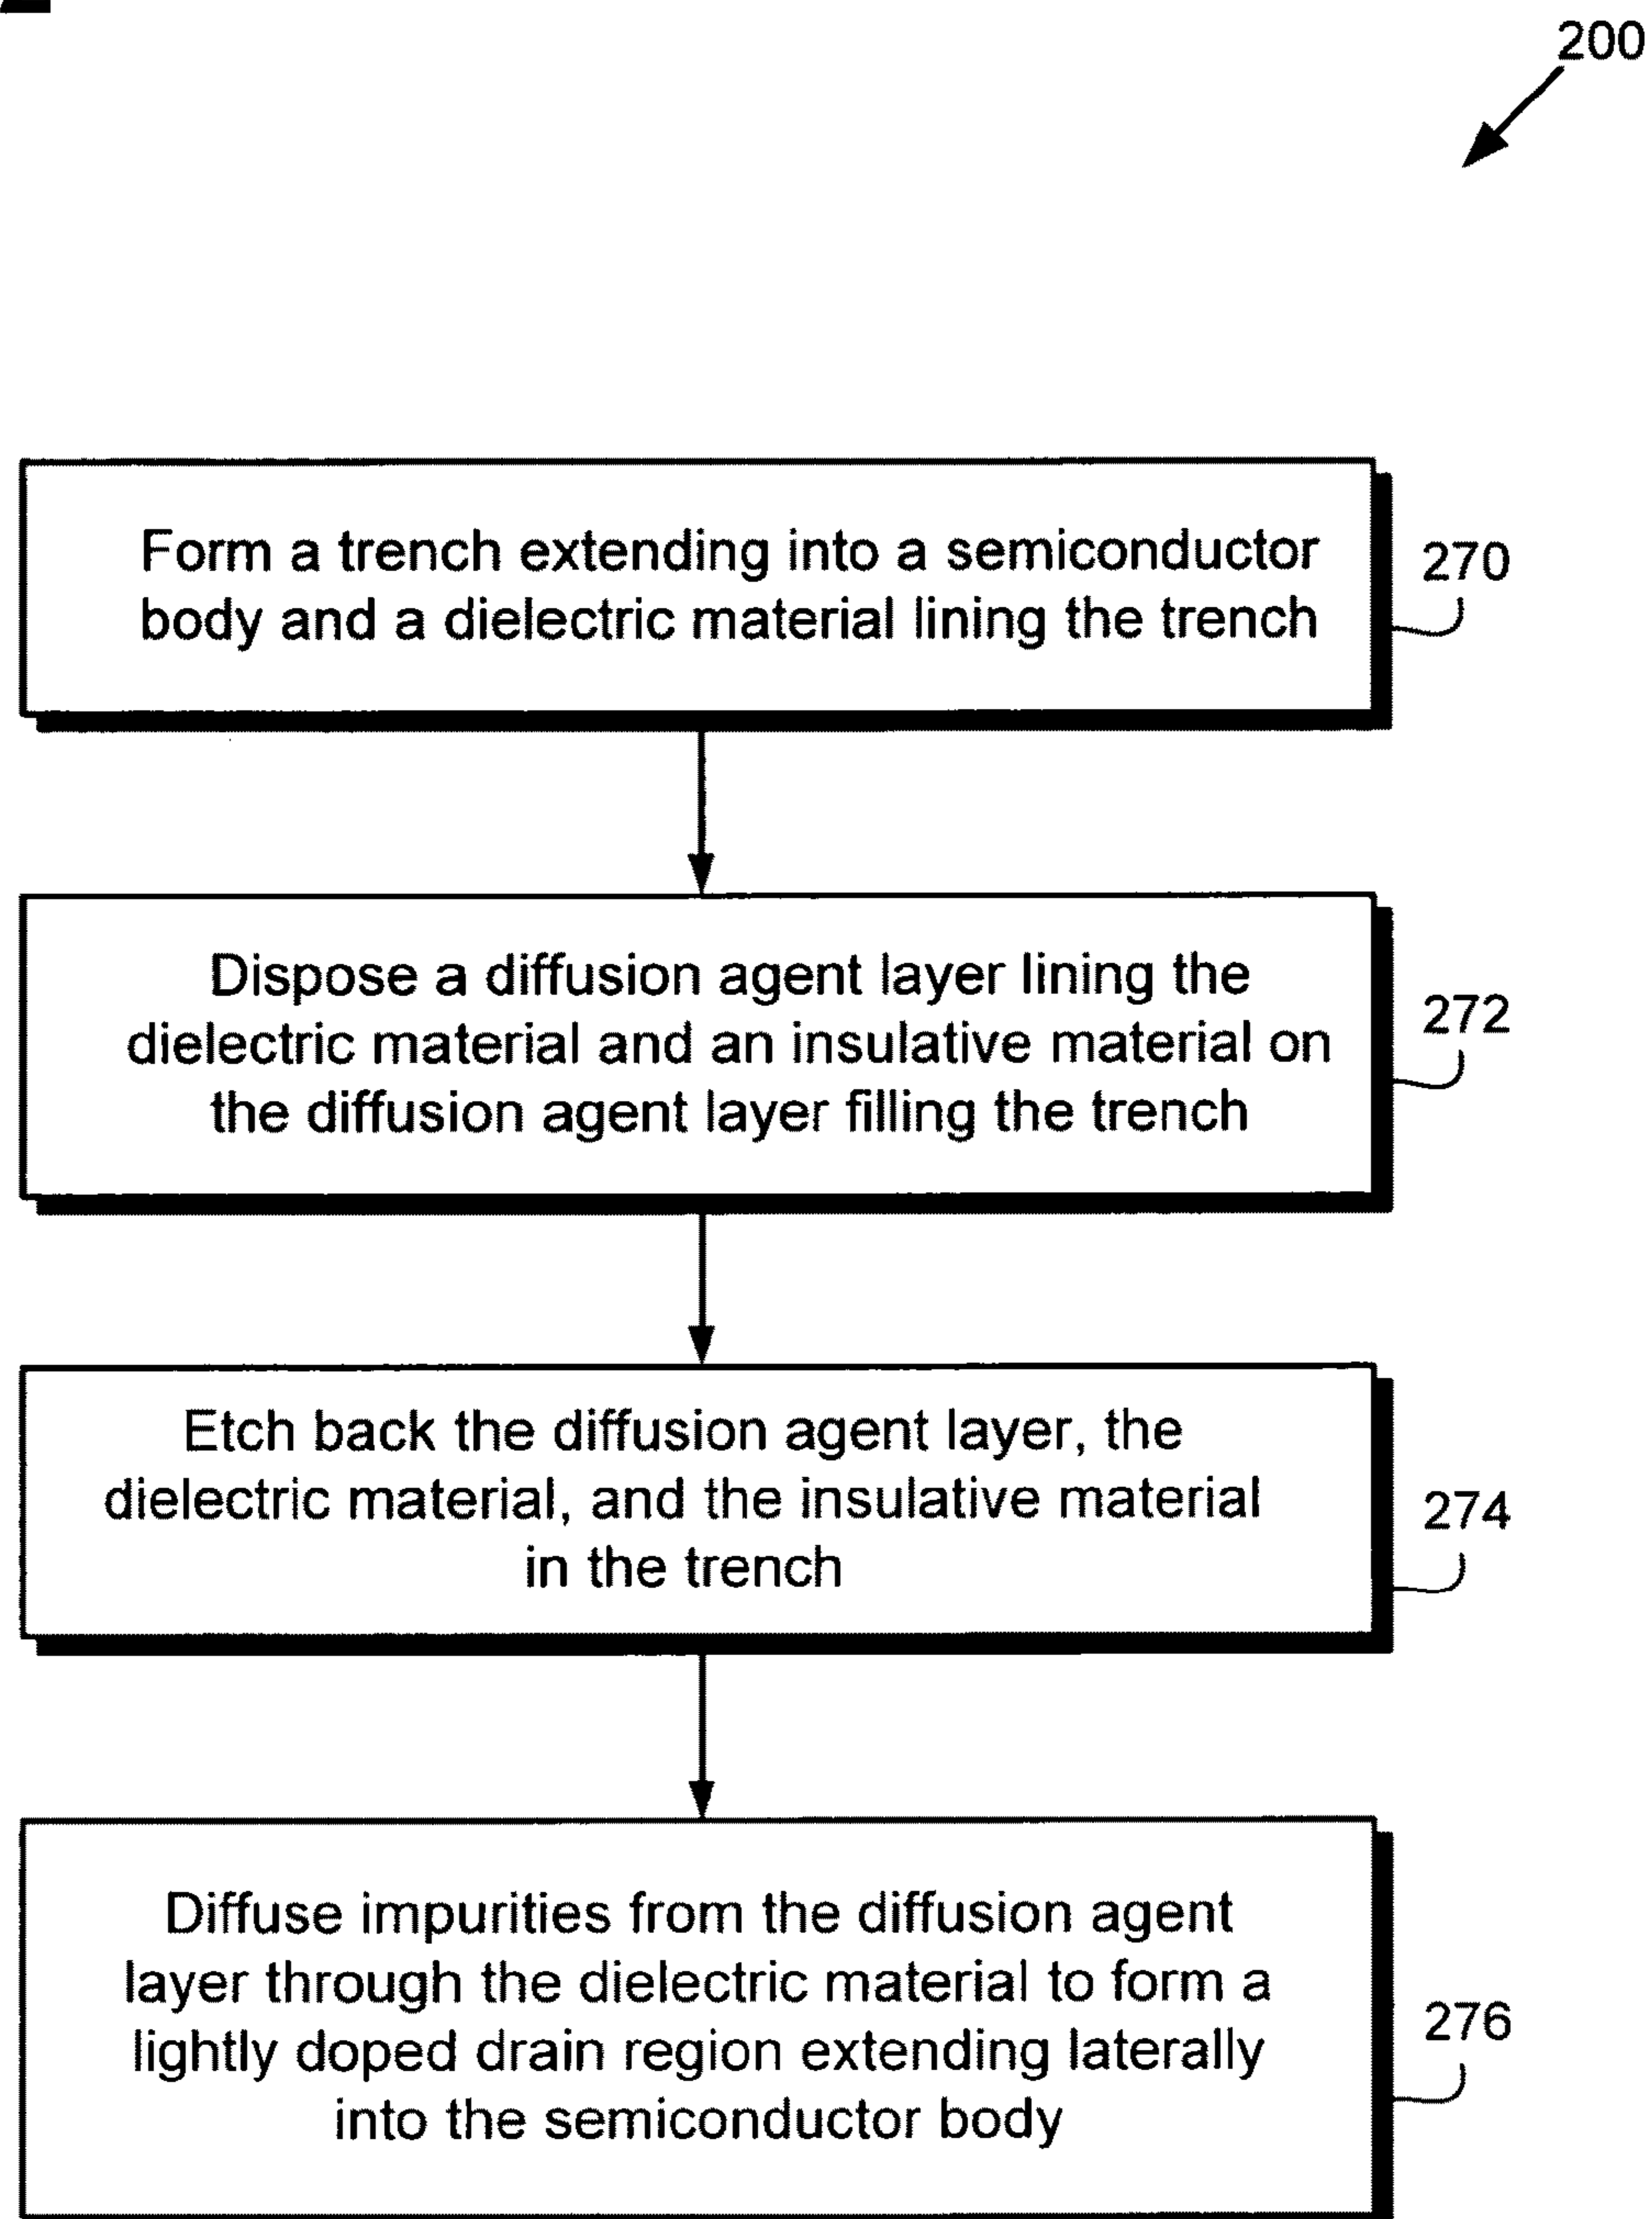 200
Form a trench extending into a semiconductor
body and a dielectric material lining the trench
270
Dispose a diffusion agent layer lining the
dielectric material and an insulative material on
the diffusion agent layer filling the trench
272
Etch back the diffusion agent layer, the
dielectric material, and the insulative material
in the trench
274
Diffuse impurities from the diffusion agent
layer through the dielectric material to form a
lightly doped drain region extending laterally
into the semiconductor body
276